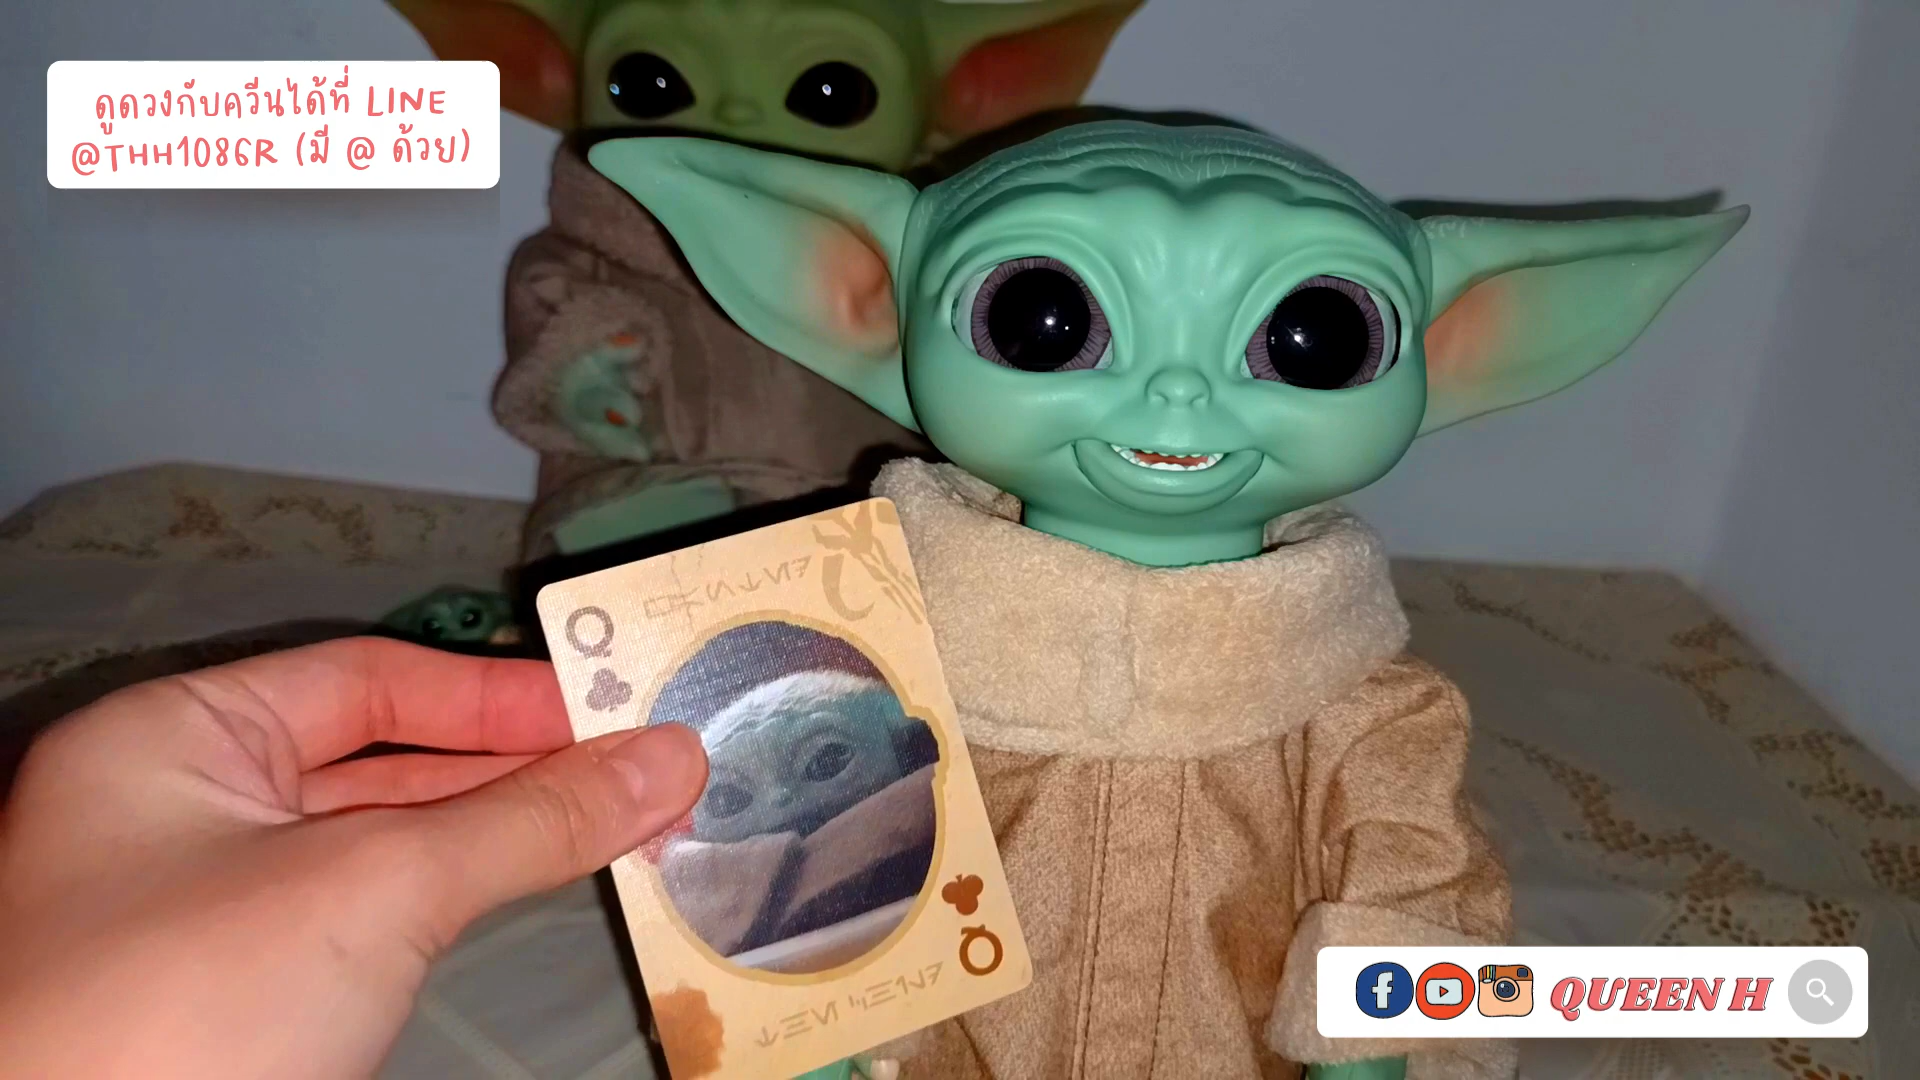 ดูดวงกับควีนได้ที่ LINE
@THH1086R (มี @ ด้วย)
Q
Q
QUEEN H